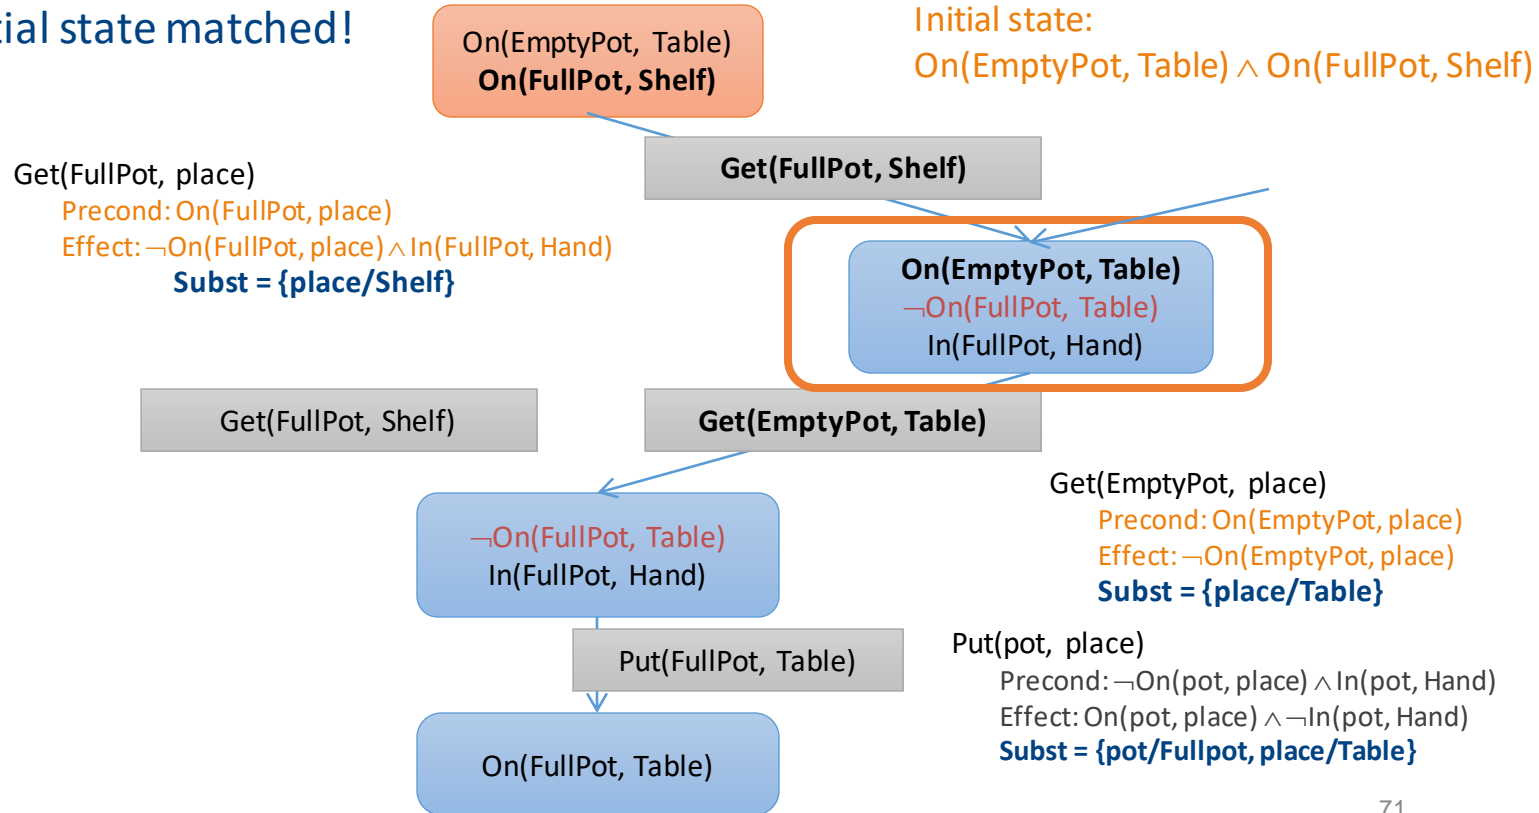 tial state matched!
On(EmptyPot, Table)
On(FullPot, Shelf)
Initial state:
On(EmptyPot, Table) ∧ On(FullPot, Shelf)
Get(FullPot, Shelf)
Get(FullPot, place)
Precond: On(FullPot, place)
Effect: ¬On(FullPot, place) ∧ In(FullPot, Hand)
Subst = {place/Shelf}
On(EmptyPot, Table)
¬On(FullPot, Table)
In(FullPot, Hand)
Get(FullPot, Shelf)
Get(EmptyPot, Table)
¬On(FullPot, Table)
In(FullPot, Hand)
Get(EmptyPot, place)
Precond: On(EmptyPot, place)
Effect: ¬On(EmptyPot, place)
Subst = {place/Table}
Put(FullPot, Table)
Put(pot, place)
Precond: ¬On(pot, place) ∧ In(pot, Hand)
Effect: On(pot, place) ∧ ¬In(pot, Hand)
Subst = {pot/Fullpot, place/Table}
On(FullPot, Table)
71